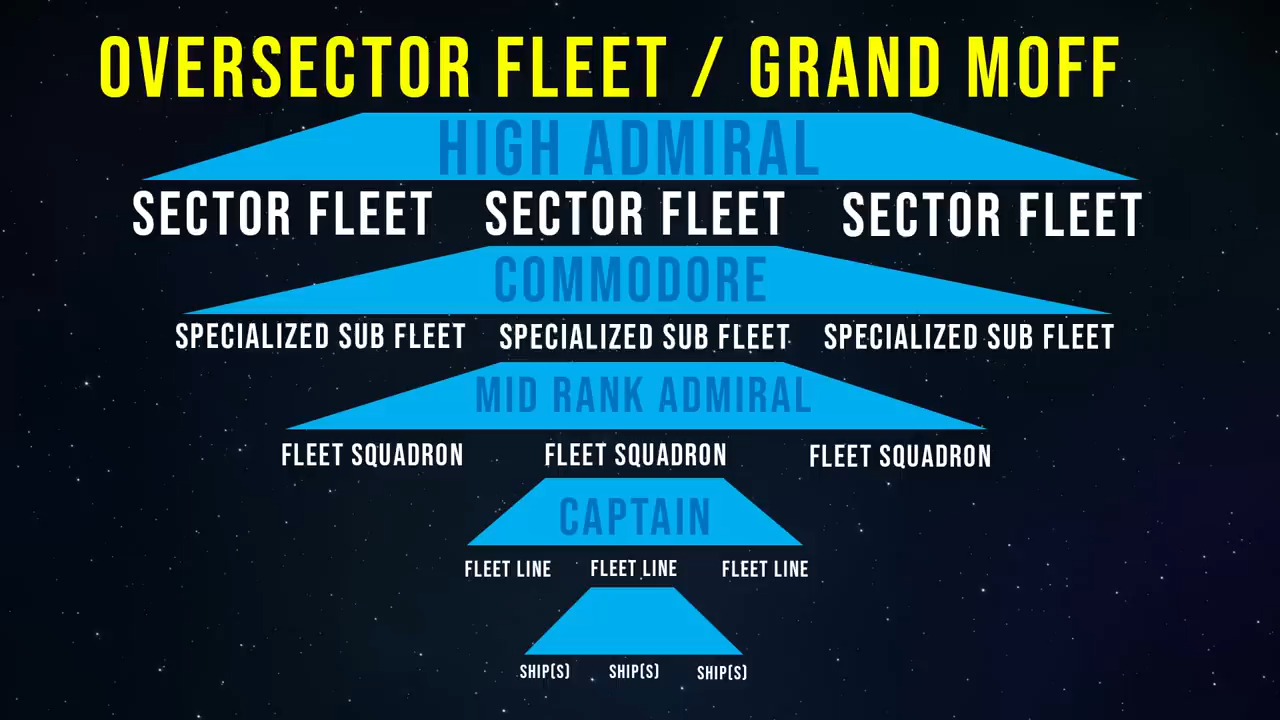 OVERSECTOR FLEET / GRAND MOFF
HIGH ADMIRAL
SECTOR FLEET SECTOR FLEET SECTOR FLEET
COMMODORE
SPECIALIZED SUB FLEET SPECIALIZED SUB FLEET SPECIALIZED SUB FLEET
MID RANK ADMIRAL
FLEET SQUADRON FLEET SQUADRON FLEET SQUADRON
CAPTAIN
FLEET LINE FLEET LINE FLEET LINE
SHIP(S) SHIP(S) SHIP(S)